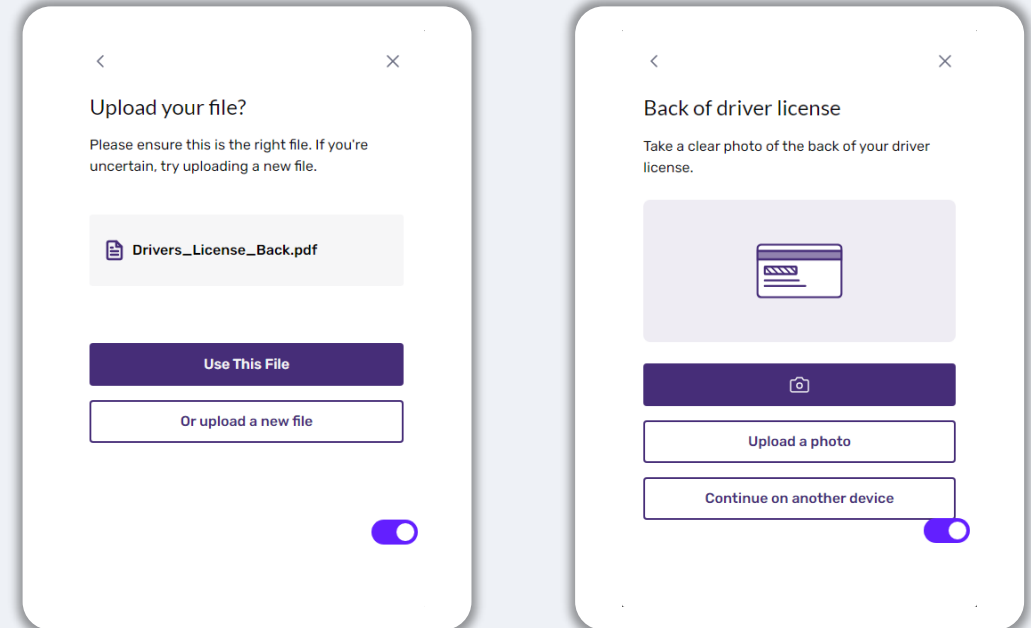 Upload your file?
Please ensure this is the right file. If you're
uncertain, try uploading a new file.
Drivers_License_Back.pdf
Use This File
Or upload a new file
Back of driver license
Take a clear photo of the back of your driver
license.
Upload a photo
Continue on another device